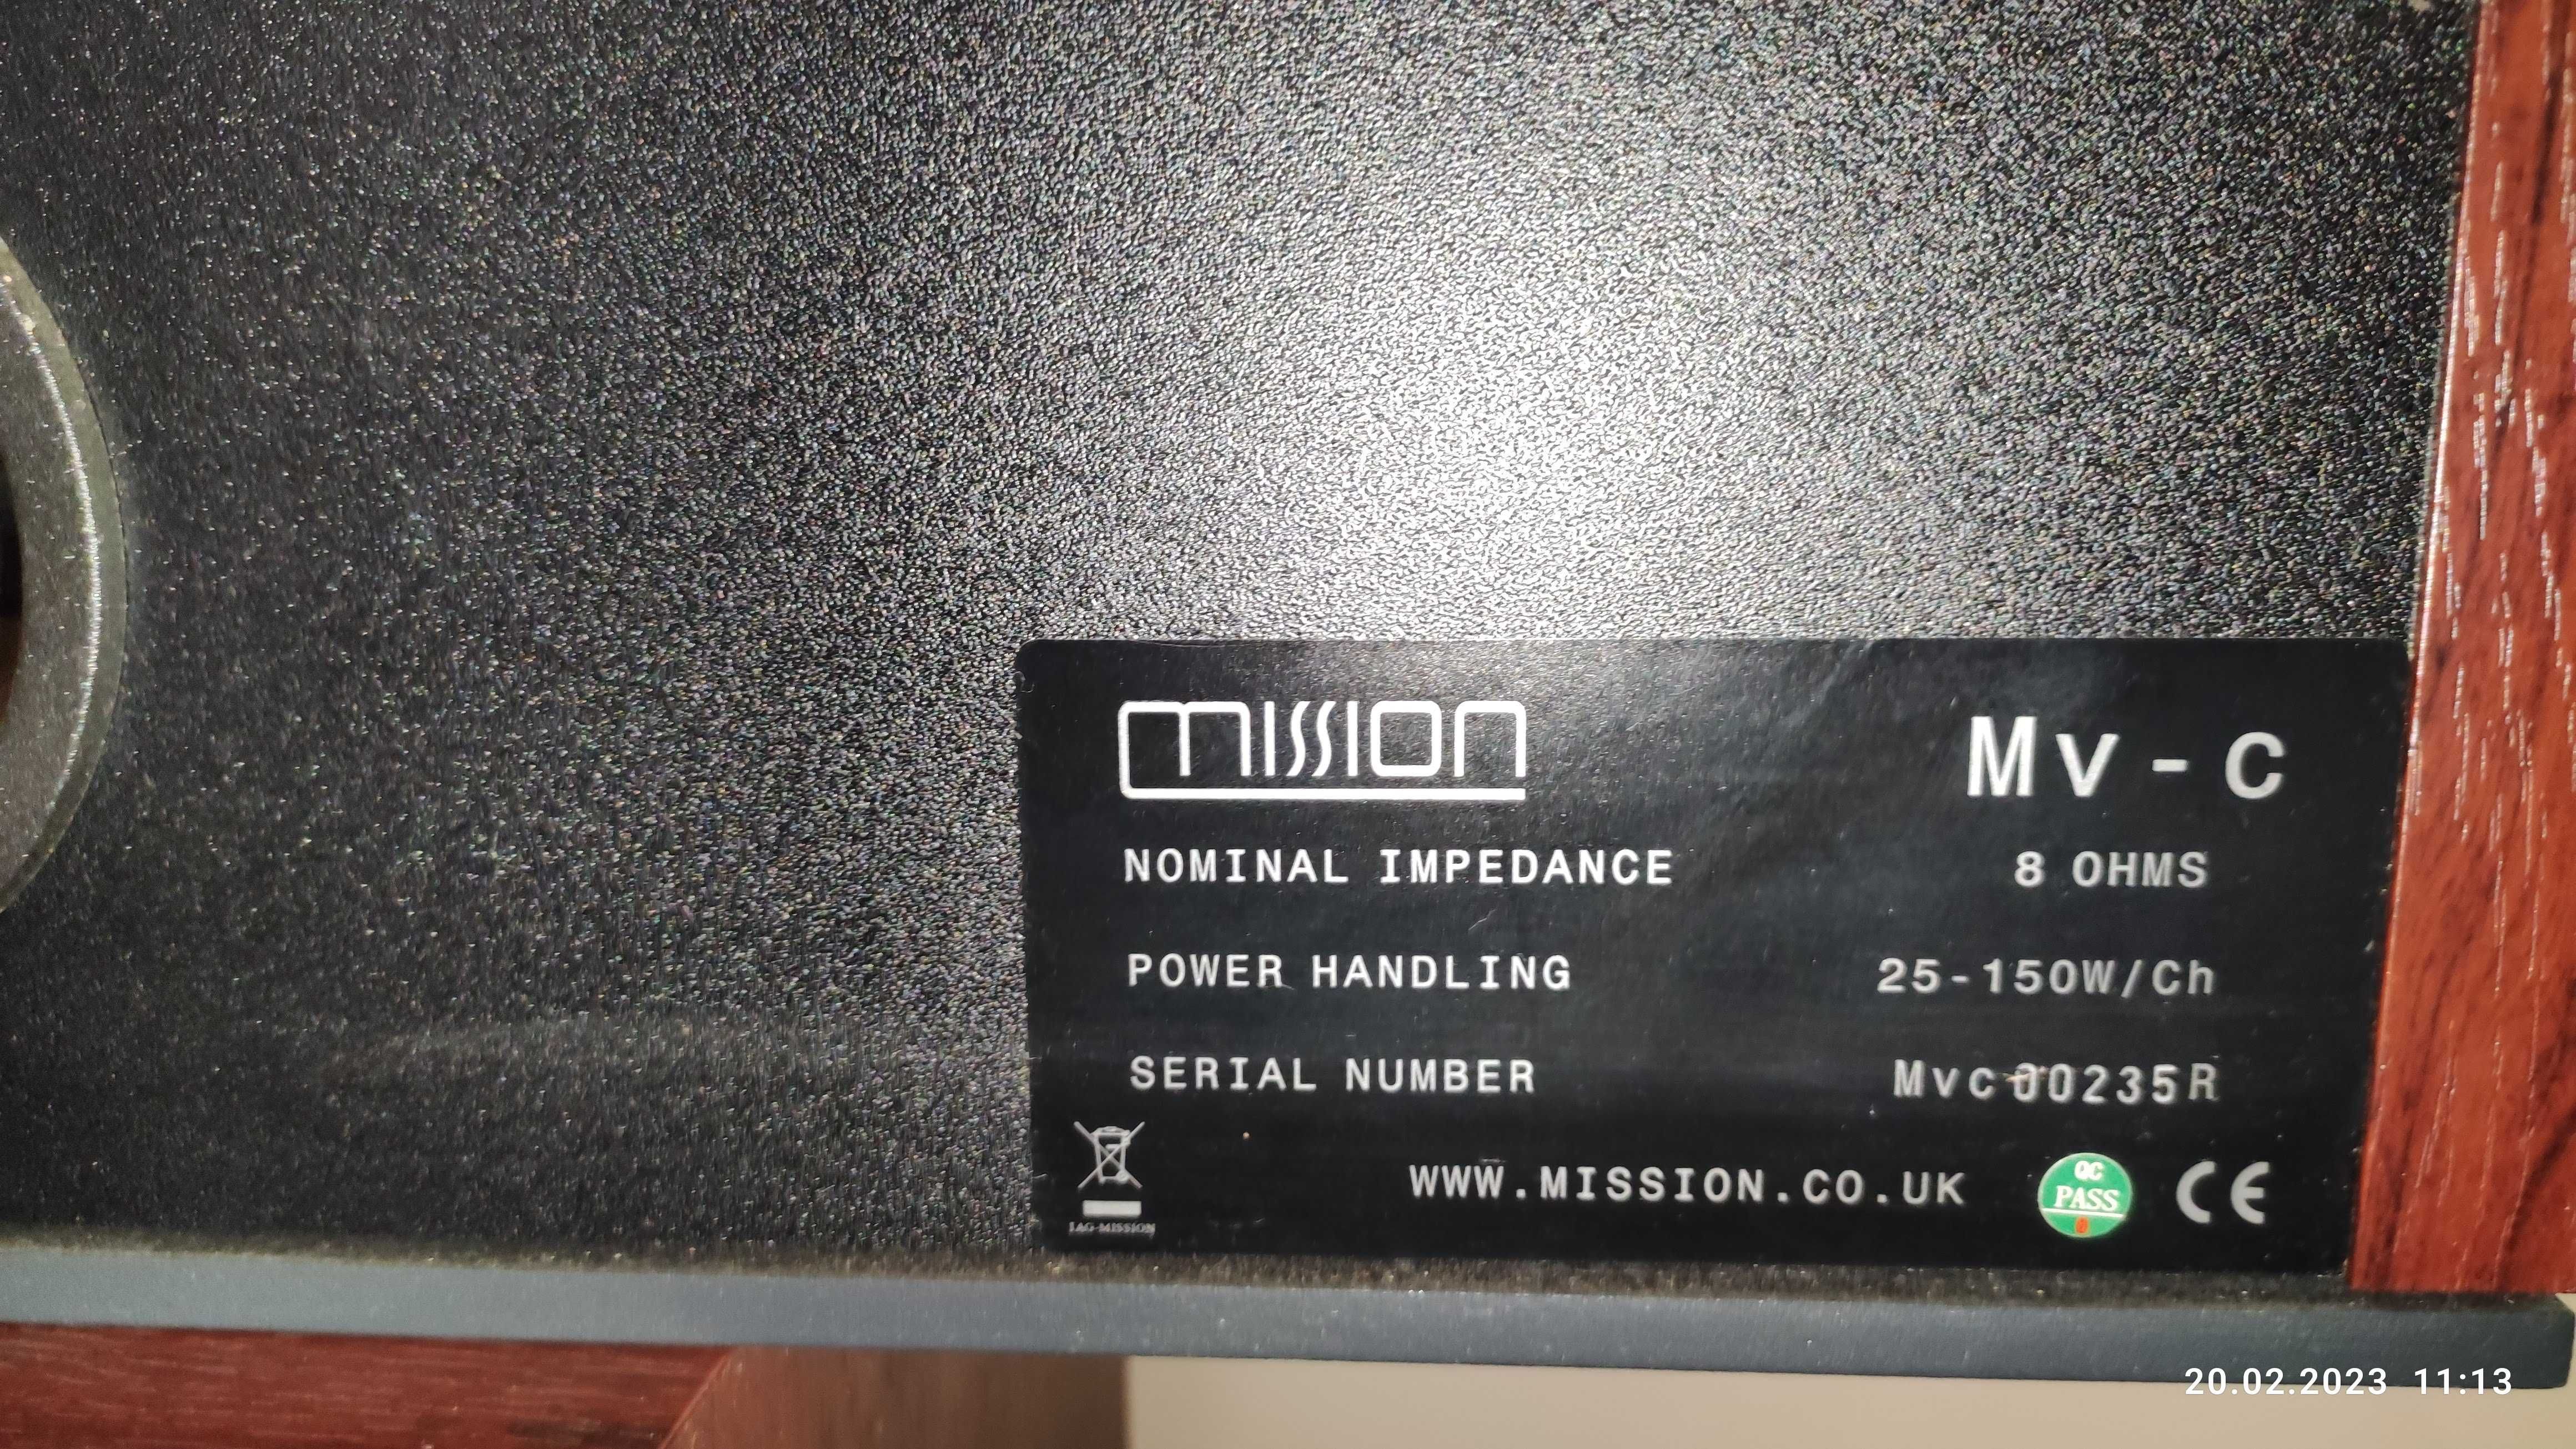 mission Mv-c
NOMINAL IMPEDANCE 8 OHMS
POWER HANDLING 25-150W/Ch
SERIAL NUMBER Mvc00235R
WWW.MISSION.CO.UK QC PASS CE
IAG-MISSION
20.02.2023 11:13